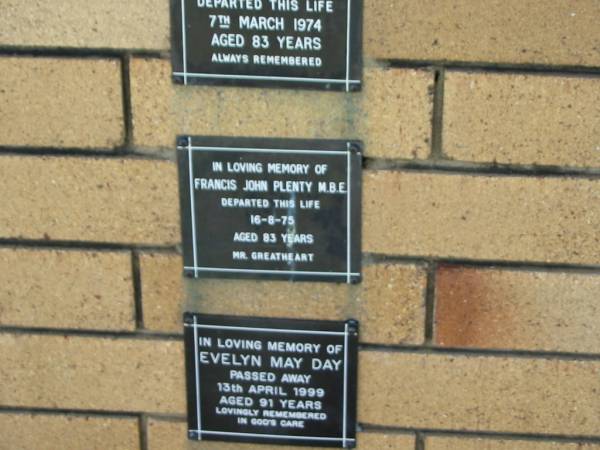 DEPARTED THIS LIFE
7TH MARCH 1974
AGED 83 YEARS
ALWAYS REMEMBERED
IN LOVING MEMORY OF
FRANCIS JOHN PLENTY M.B.E.
DEPARTED THIS LIFE
16-8-75
AGED 83 YEARS
MR. GREATHEART
IN LOVING MEMORY OF
EVELYN MAY DAY
PASSED AWAY
13th APRIL 1999
AGED 91 YEARS
LOVINGLY REMEMBERED
IN GOD'S CARE